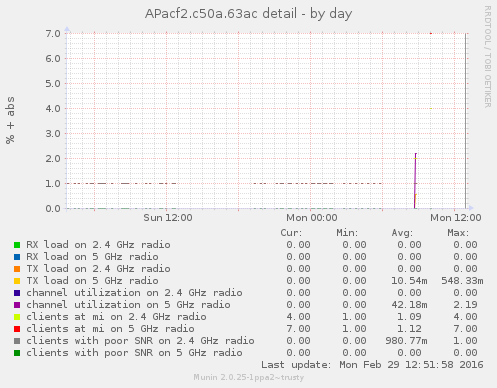 APacf2.c50a.63ac detail - by day
RRDTOOL / TOBI OETIKER
% + abs
7.0
6.0
5.0
4.0
3.0
2.0
1.0
0.0
Sun 12:00 Mon 00:00 Mon 12:00
Cur: Min: Avg: Max:
RX load on 2.4 GHz radio 0.00 0.00 0.00 0.00
RX load on 5 GHz radio 0.00 0.00 0.00 0.00
TX load on 2.4 GHz radio 0.00 0.00 0.00 0.00
TX load on 5 GHz radio 0.00 0.00 10.54m 548.33m
channel utilization on 2.4 GHz radio 0.00 0.00 0.00 0.00
channel utilization on 5 GHz radio 0.00 0.00 42.18m 2.19
clients at mi on 2.4 GHz radio 4.00 1.00 1.09 4.00
clients at mi on 5 GHz radio 7.00 1.00 1.12 7.00
clients with poor SNR on 2.4 GHz radio 0.00 0.00 980.77m 1.00
clients with poor SNR on 5 GHz radio 0.00 0.00 0.00 0.00
Last update: Mon Feb 29 12:51:58 2016
Munin 2.0.25-1ppa2~trusty